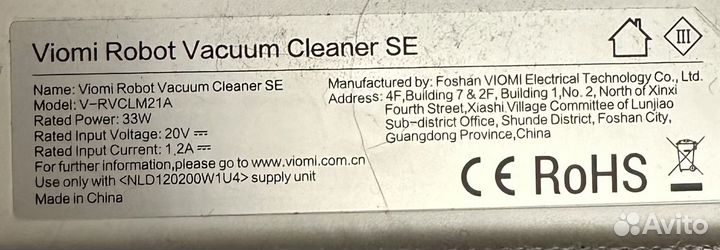 Viomi Robot Vacuum Cleaner SE
III
Name: Viomi Robot Vacuum Cleaner SE
Model: V-RVCLM21A
Rated Power: 33W
Rated Input Voltage: 20V ⎓
Rated Input Current: 1,2A ⎓
For further information,please go to www.viomi.com.cn
Use only with <NLD120200W1U4> supply unit
Made in China
Manufactured by: Foshan VIOMI Electrical Technology Co., Ltd.
Address: 4F,Building 7 & 2F, Building 1,No. 2, North of Xinxi
Fourth Street,Xiashi Village Committee of Lunjiao
Sub-district Office, Shunde District, Foshan City,
Guangdong Province,China
CE RoHS
Avito